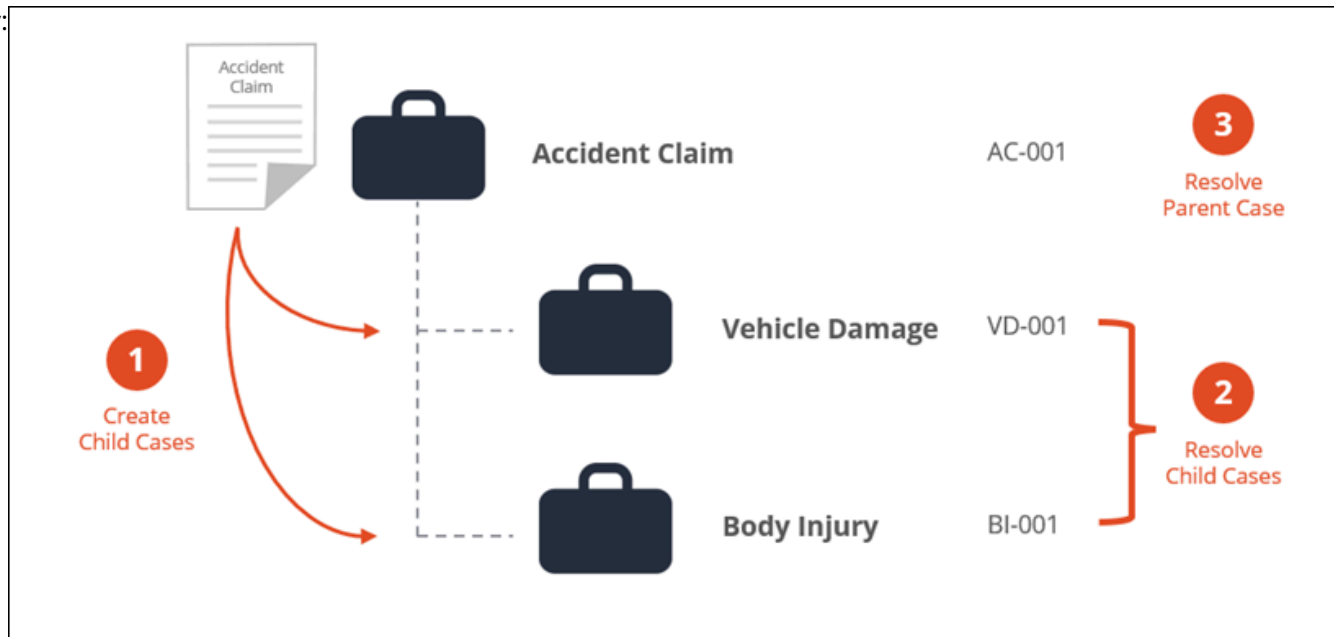 :
Accident
Claim
Accident Claim
AC-001
3
Resolve
Parent Case
1
Create
Child Cases
Vehicle Damage
VD-001
2
Resolve
Child Cases
Body Injury
BI-001